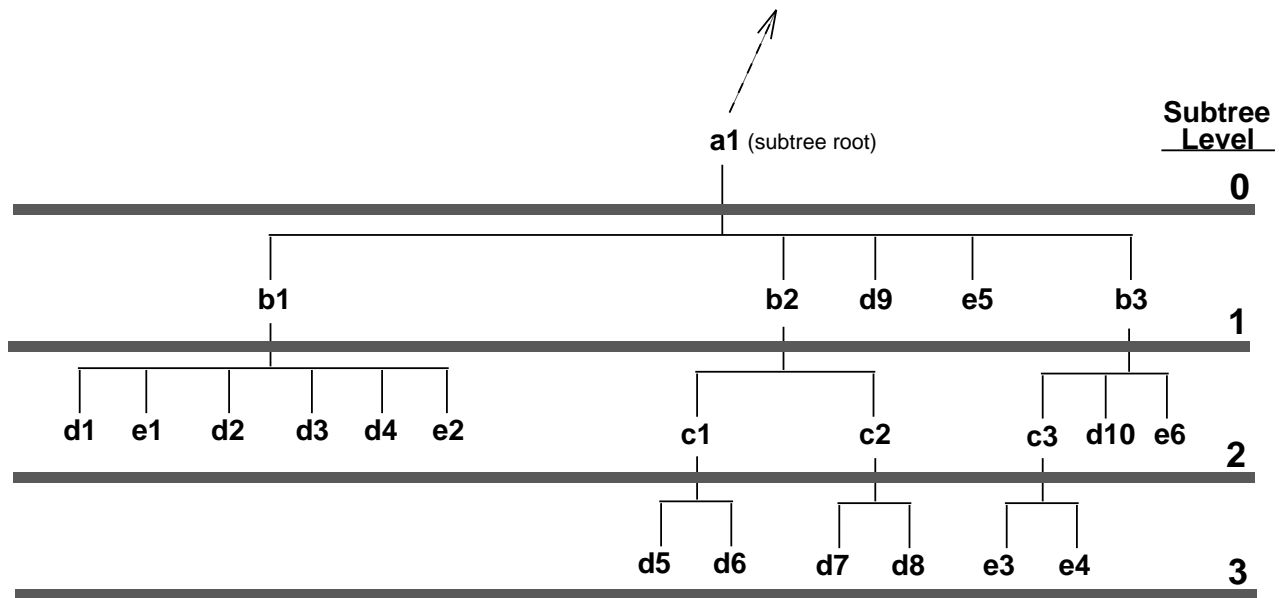 a1 (subtree root)
Subtree
Level
0
b1 b2 d9 e5 b3
1
d1 e1 d2 d3 d4 e2 c1 c2 c3 d10 e6
2
d5 d6 d7 d8 e3 e4
3